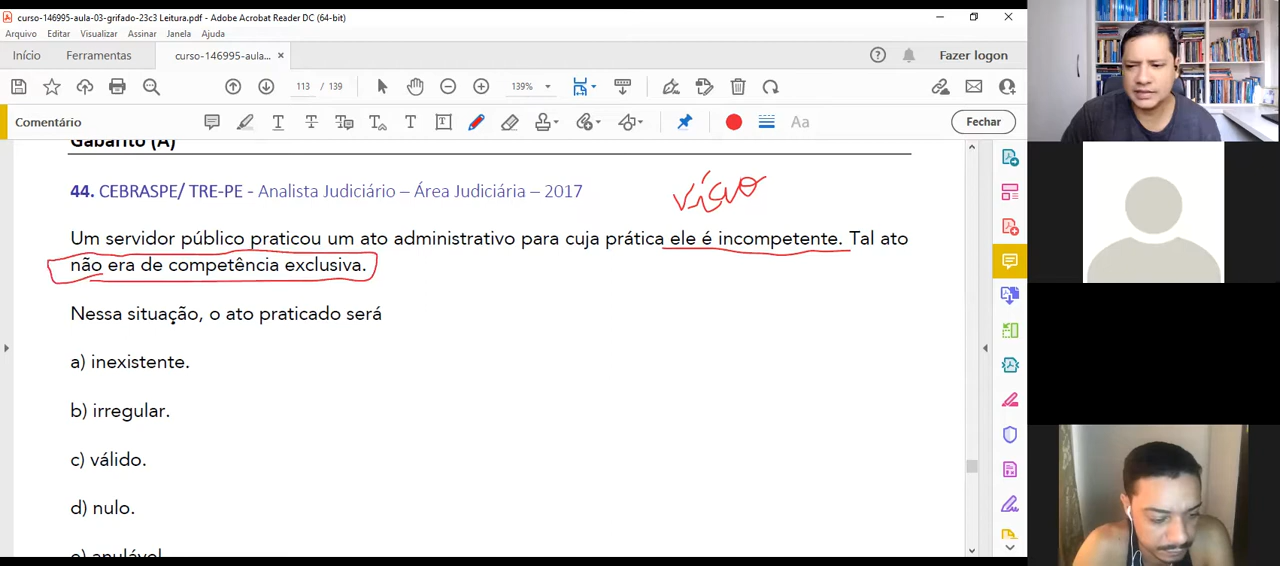 curso-146995-aula-03-grifado-23c3 Leitura.pdf - Adobe Acrobat Reader DC (64-bit)
Arquivo Editar Visualizar Assinar Janela Ajuda
Início Ferramentas curso-146995-aula... × Fazer logon
113 / 139 139%
Comentário Aa Fechar
Gabarito (A)
vício
44. CEBRASPE/ TRE-PE - Analista Judiciário – Área Judiciária – 2017
Um servidor público praticou um ato administrativo para cuja prática ele é incompetente. Tal ato
não era de competência exclusiva.
Nessa situação, o ato praticado será
a) inexistente.
b) irregular.
c) válido.
d) nulo.
e) anulável.